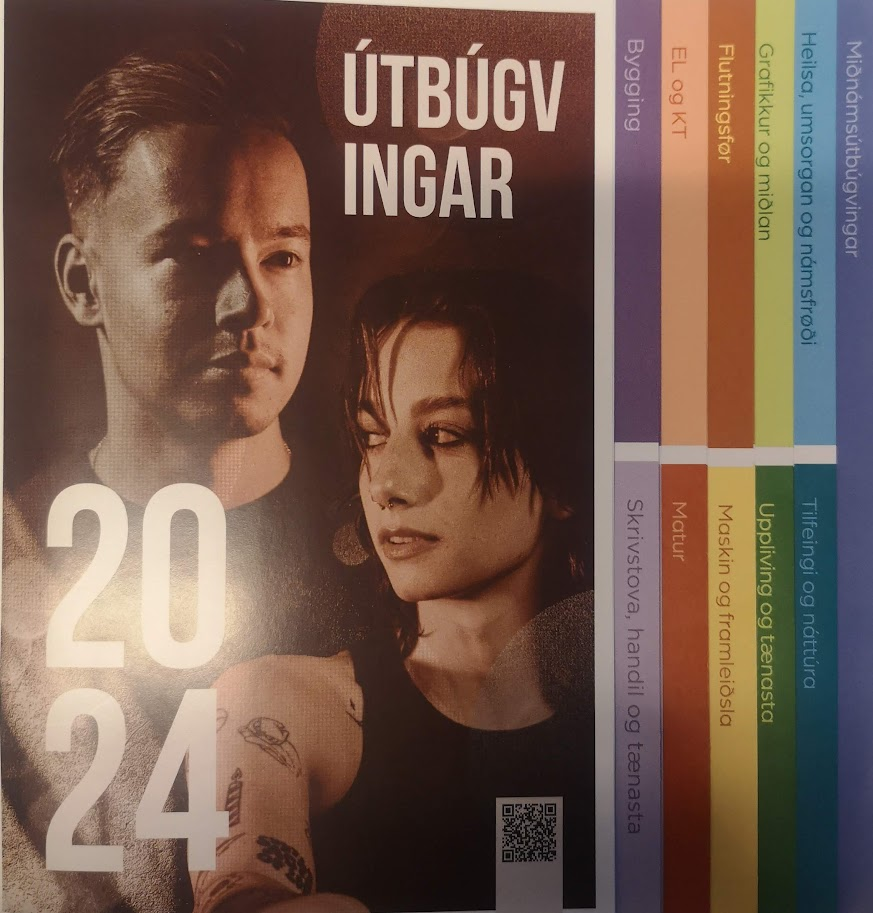 ÚTBÚGV
INGAR
20
24
Bygging
EL og KT
Flutningsfør
Grafikkur og miðlan
Heilsa, umsorgan og námsfrøði
Miðnámsútbúgvingar
Skrivstova, handil og tænasta
Matur
Maskin og framleiðsla
Uppliving og tænasta
Tilfeingi og náttúra